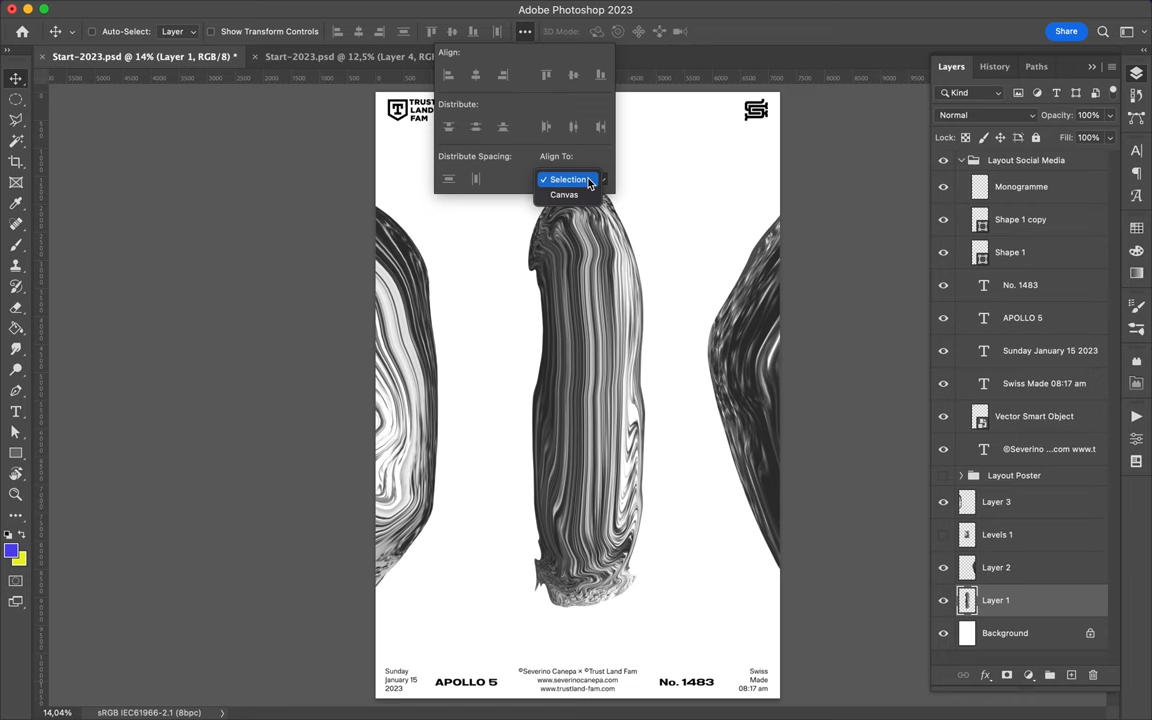 Adobe Photoshop 2023
Auto-Select: Layer Show Transform Controls 3D Mode: Share
Start-2023.psd @ 14% (Layer 1, RGB/8) * Start-2023.psd @ 12,5% (Layer 4, RG
Align:
Distribute:
Distribute Spacing: Align To:
Selection
Canvas
TRUST
LAND
FAM
Layers History Paths
Kind
Normal Opacity: 100%
Lock: Fill: 100%
Layout Social Media
Monogramme
Shape 1 copy
Shape 1
No. 1483
APOLLO 5
Sunday January 15 2023
Swiss Made 08:17 am
Vector Smart Object
©Severino ...com www.t
Layout Poster
Layer 3
Levels 1
Layer 2
Layer 1
Background
Sunday
January 15
2023
APOLLO 5
©Severino Canepa × ©Trust Land Fam
www.severinocanepa.com
www.trustland-fam.com
No. 1483
Swiss
Made
08:17 am
14,04% sRGB IEC61966-2.1 (8bpc)